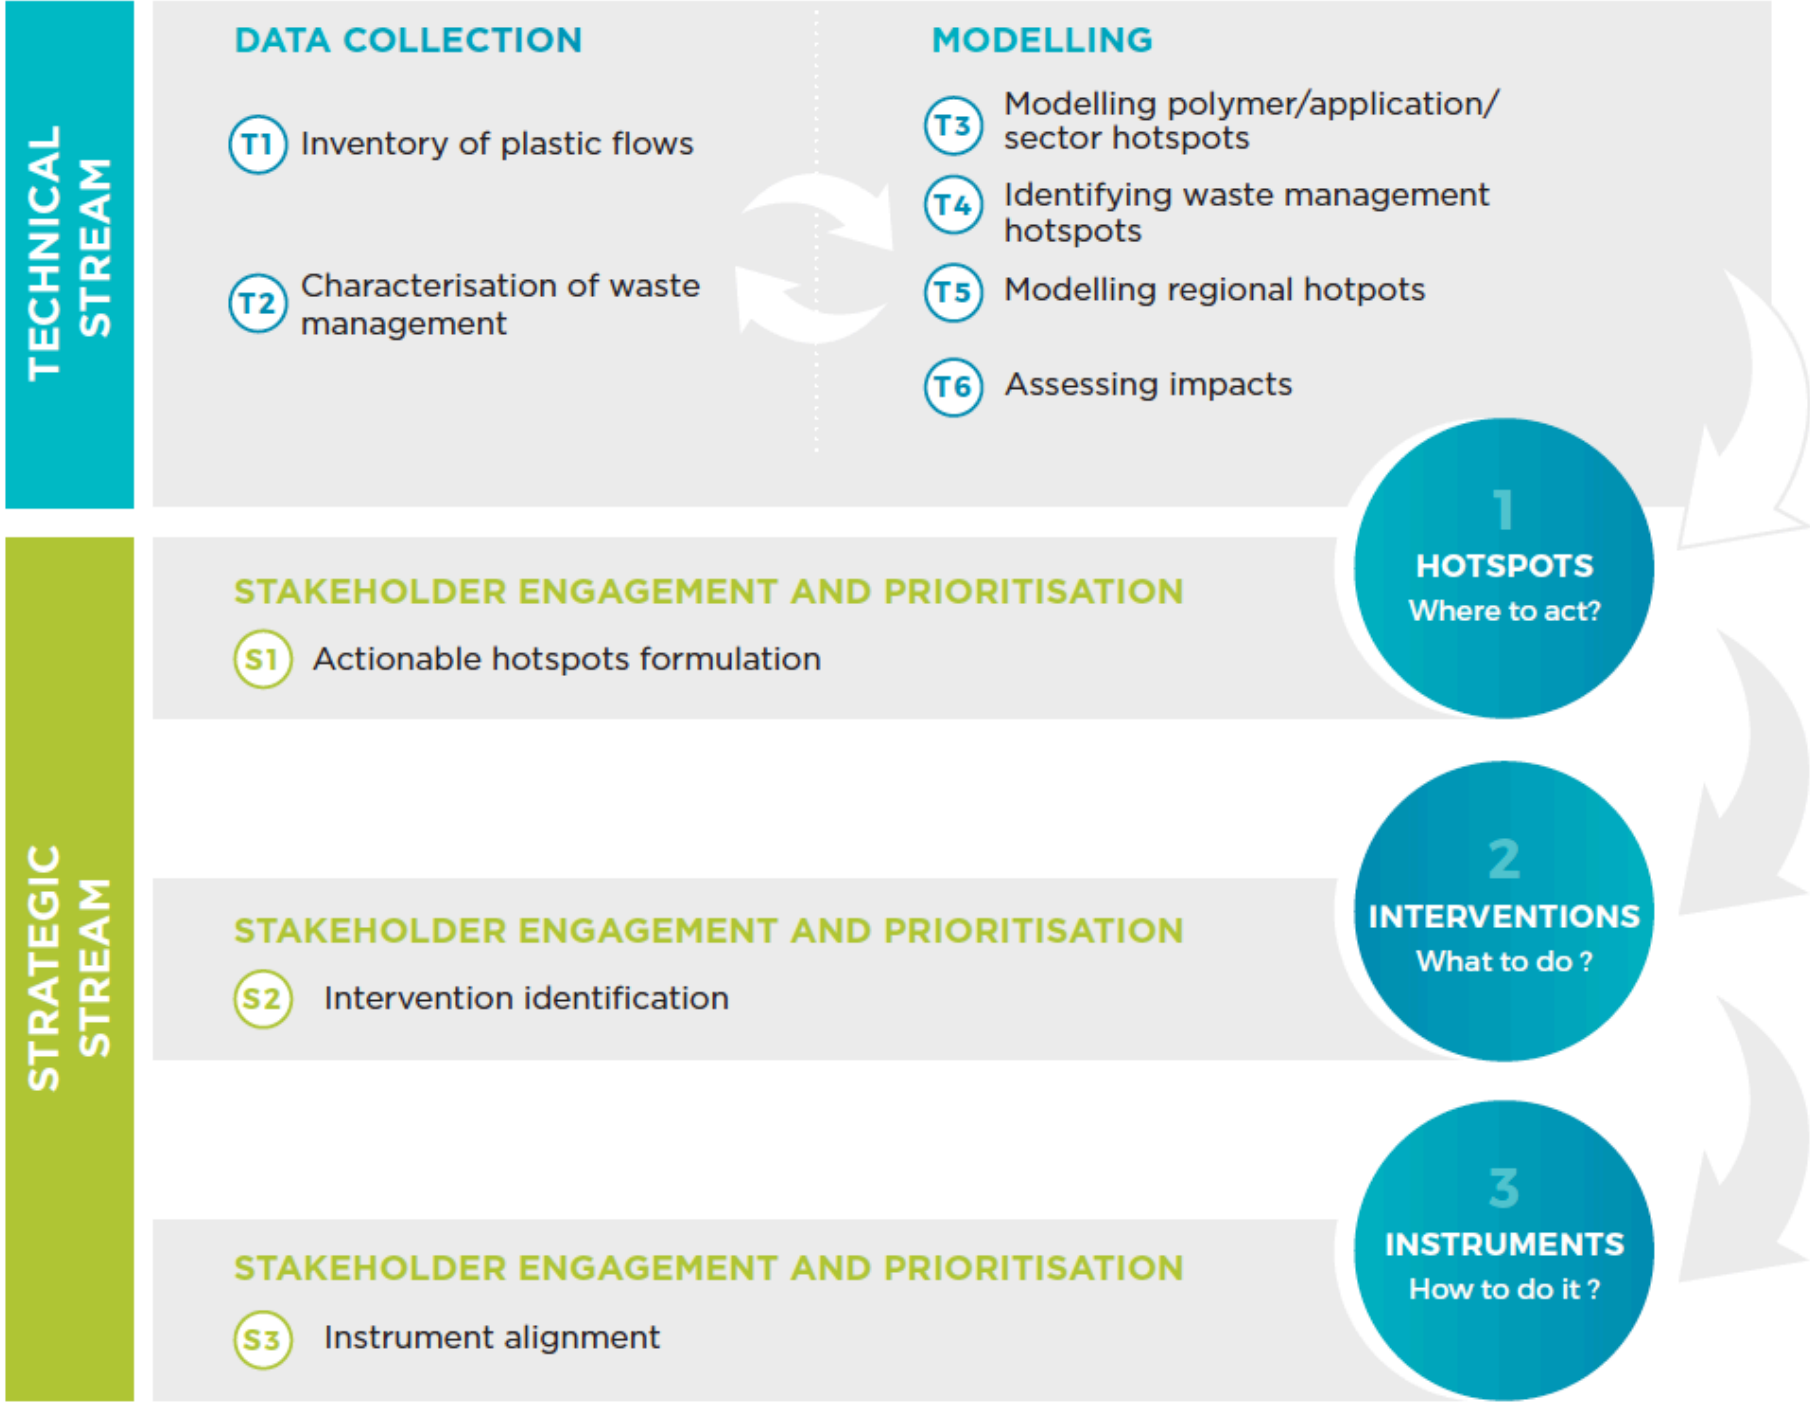 TECHNICAL
STREAM
DATA COLLECTION
T1 Inventory of plastic flows
T2 Characterisation of waste
management
MODELLING
T3 Modelling polymer/application/
sector hotspots
T4 Identifying waste management
hotspots
T5 Modelling regional hotpots
T6 Assessing impacts
1
HOTSPOTS
Where to act?
STRATEGIC
STREAM
STAKEHOLDER ENGAGEMENT AND PRIORITISATION
S1 Actionable hotspots formulation
2
INTERVENTIONS
What to do ?
STAKEHOLDER ENGAGEMENT AND PRIORITISATION
S2 Intervention identification
3
INSTRUMENTS
How to do it ?
STAKEHOLDER ENGAGEMENT AND PRIORITISATION
S3 Instrument alignment